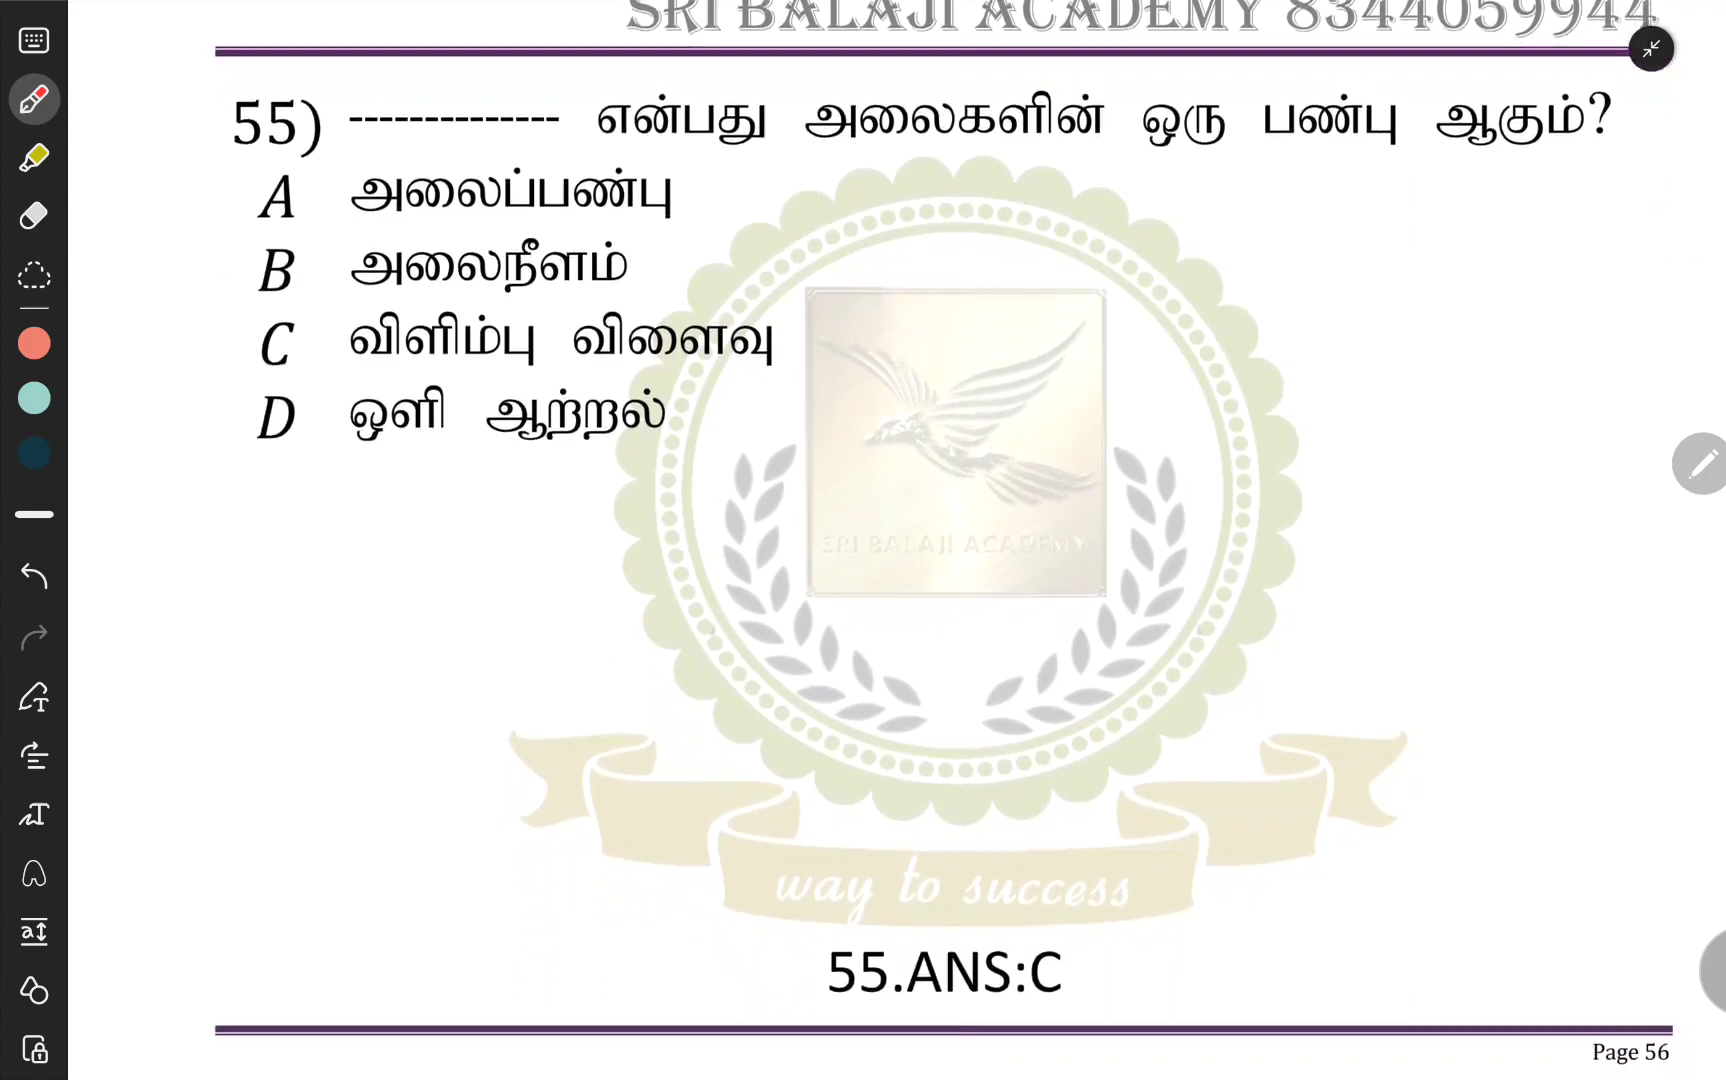 SRI BALAJI ACADEMY 8344059944
55) -------------- என்பது அலைகளின் ஒரு பண்பு ஆகும்?
A அலைப்பண்பு
B அலைநீளம்
C விளிம்பு விளைவு
D ஒளி ஆற்றல்
SRI BALAJI ACADEMY
way to success
55.ANS:C
Page 56